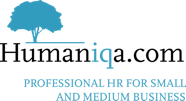 Humaniqa.com
PROFESSIONAL HR FOR SMALL
AND MEDIUM BUSINESS